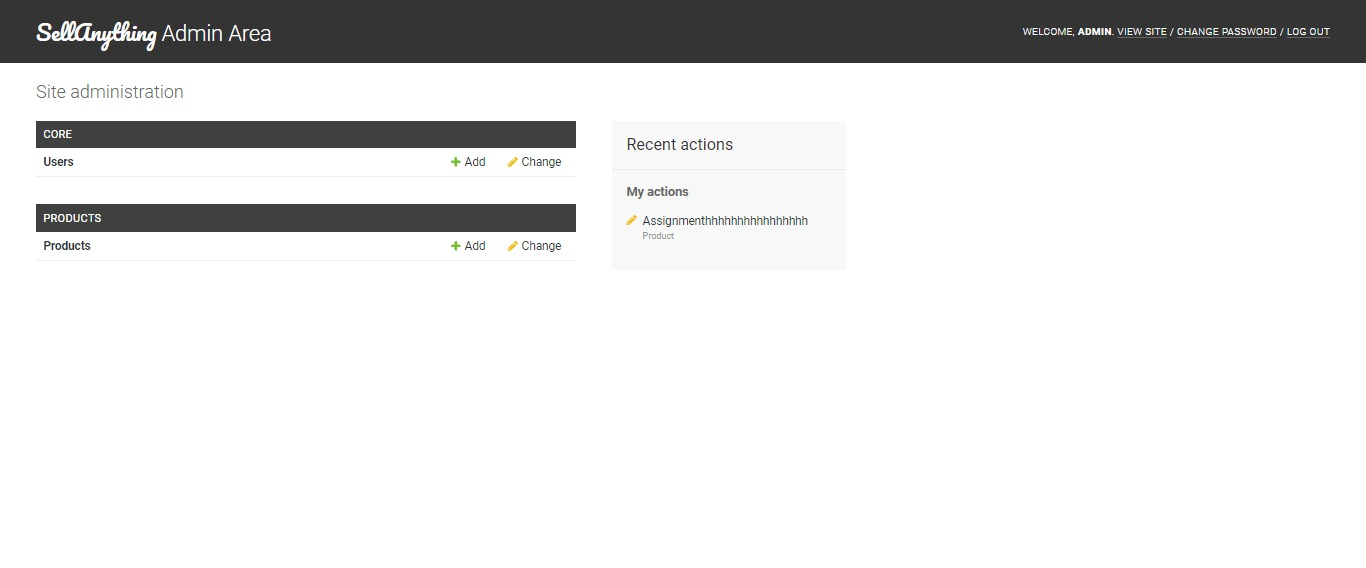 SellAnything Admin Area
WELCOME, ADMIN. VIEW SITE / CHANGE PASSWORD / LOG OUT
Site administration
CORE
Users Add Change
PRODUCTS
Products Add Change
Recent actions
My actions
Assignmenthhhhhhhhhhhhhhhh
Product